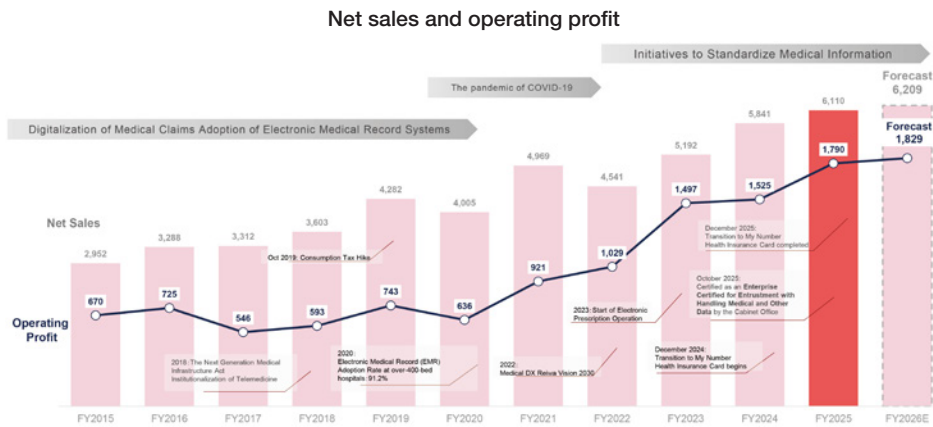 Net sales and operating profit
Initiatives to Standardize Medical Information
The pandemic of COVID-19
Digitalization of Medical Claims Adoption of Electronic Medical Record Systems
Forecast
6,209
Forecast
1,829
Net Sales
2,952
3,288
3,312
3,603
4,282
4,005
4,969
4,541
5,192
5,841
6,110
Operating
Profit
670
725
546
593
743
636
921
1,029
1,497
1,525
1,790
Oct 2019: Consumption Tax Hike
2018: The Next Generation Medical
Infrastructure Act
Institutionalization of Telemedicine
2020:
Electronic Medical Record (EMR)
Adoption Rate at over-400-bed
hospitals: 91.2%
2022:
Medical DX Reiwa Vision 2030
2023: Start of Electronic
Prescription Operation
December 2025:
Transition to My Number
Health Insurance Card completed
October 2025:
Certified as an Enterprise
Certified for Entrustment with
Handling Medical and Other
Data by the Cabinet Office
December 2024:
Transition to My Number
Health Insurance Card begins
FY2015
FY2016
FY2017
FY2018
FY2019
FY2020
FY2021
FY2022
FY2023
FY2024
FY2025
FY2026E